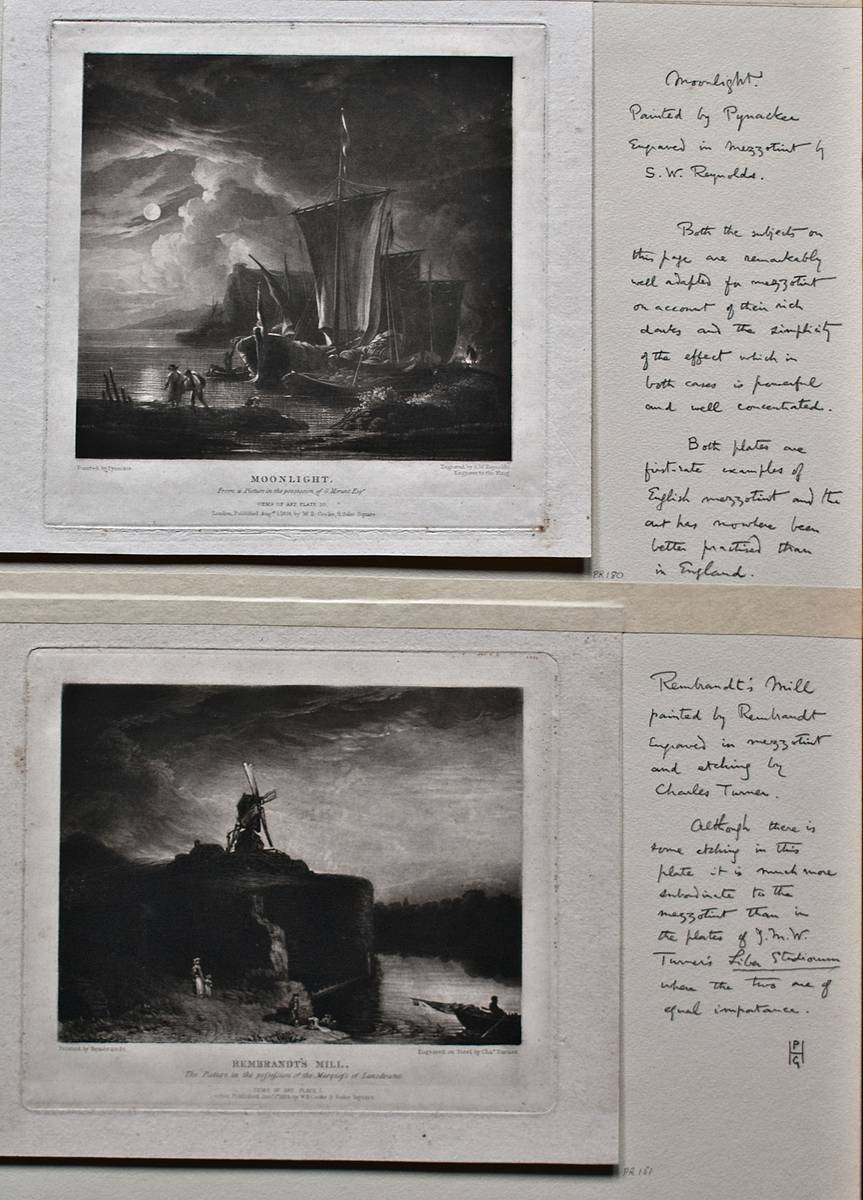 Moonlight.
Painted by Pynacker
Engraved in mezzotint by
S. W. Reynolds.
Both the subjects on
this page are remarkably
well adapted for mezzotint
on account of their rich
darks and the simplicity
of the effect which in
both cases is powerful
and well concentrated.
Both plates are
first-rate examples of
English mezzotint and the
art has nowhere been
better practised than
in England.
Painted by Pynacker.
Engraved by S.W. Reynolds
Engraver to the King
MOONLIGHT.
From a Picture in the possession of G. Morant Esqr.
GEMS OF ART PLATE
London, Published Augst 1, by W. B. Cooke, 9, Soho Square
PR 180
Rembrandt's Mill
painted by Rembrandt
Engraved in mezzotint
and etching by
Charles Turner.
Although there is
some etching in this
plate it is much more
subordinate to the
mezzotint than in
the plates of J.M.W.
Turner's Liber Studiorum
where the two are of
equal importance.
PHG
Painted by Rembrandt.
Engraved on Steel by Chas. Turner.
REMBRANDT'S MILL.
The Picture in the possession of the Marquess of Lansdowne
GEMS OF ART. PLATE 1.
London, Published by W.B. Cooke 9 Soho Square
PR 181